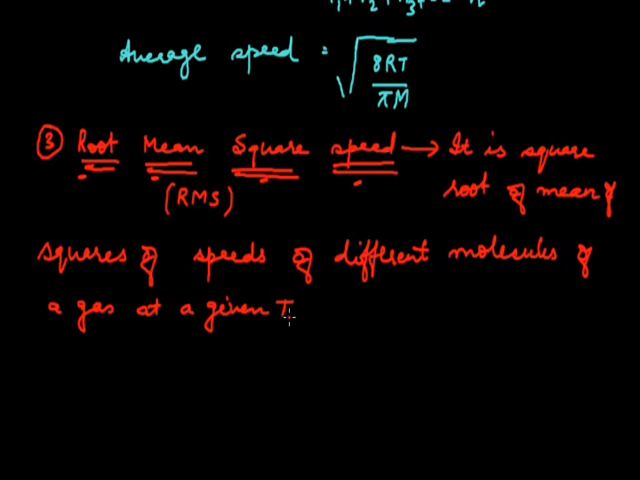 Average speed = √(8RT/πM)
③ Root Mean Square speed → It is square
(RMS) root of mean of
squares of speeds of different molecules of
a gas at a given T